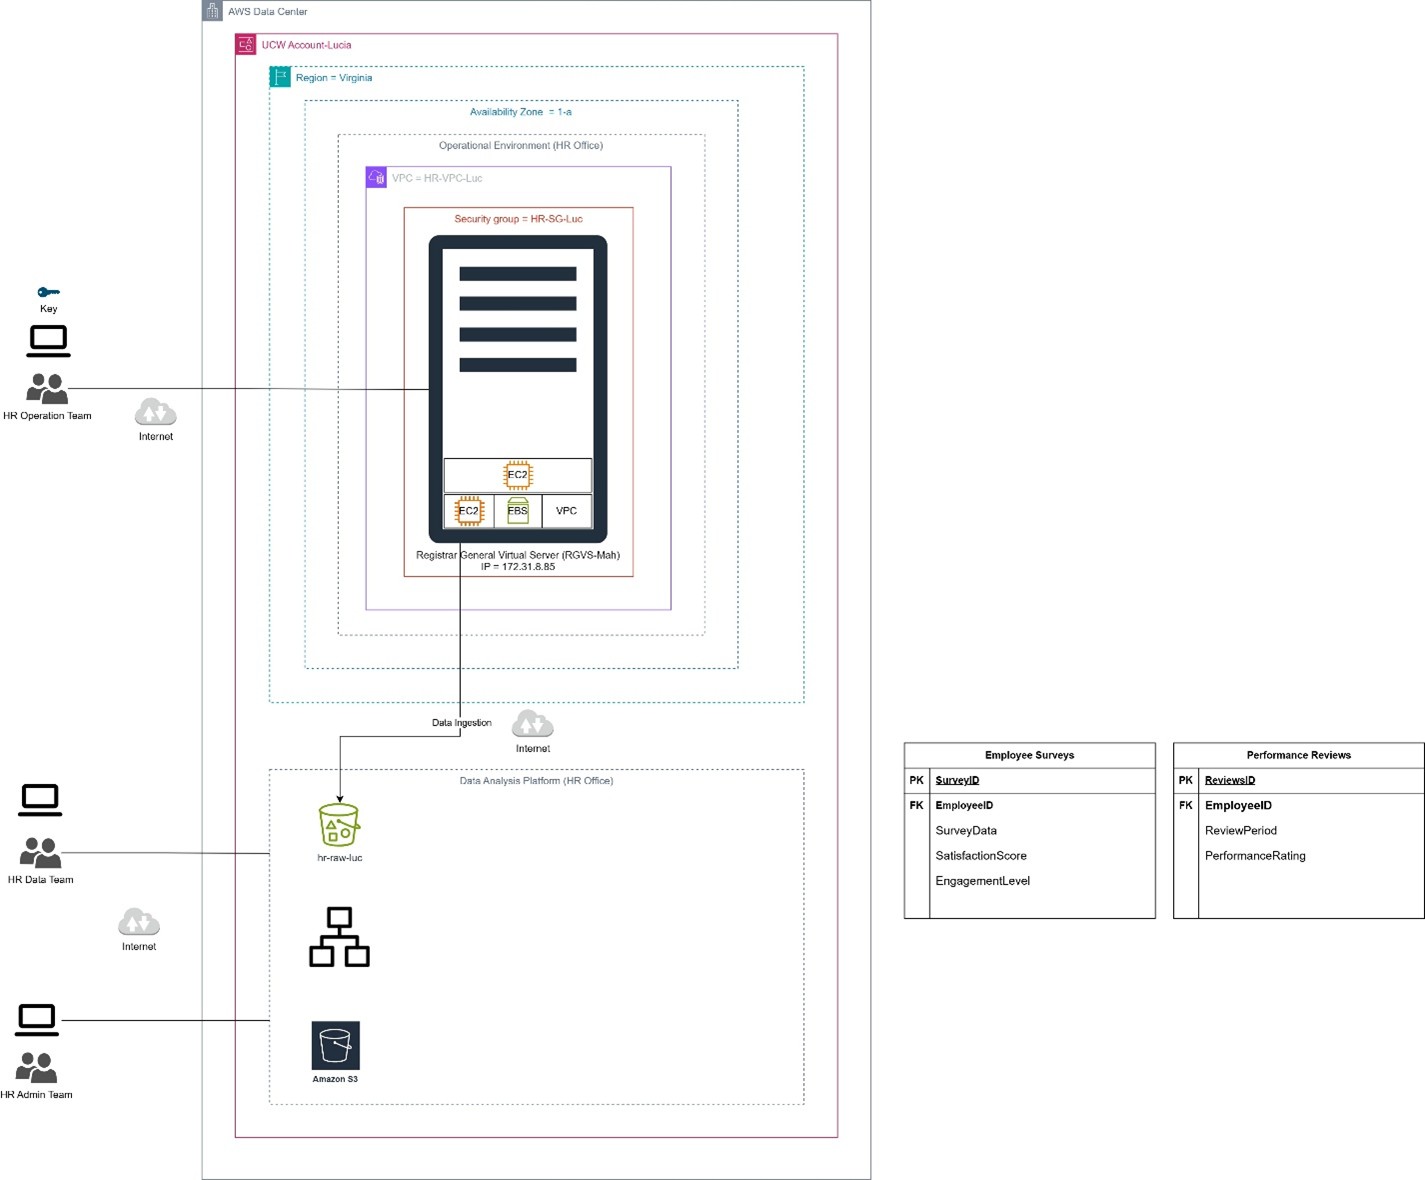 AWS Data Center
UCW Account-Lucia
Region = Virginia
Availability Zone = 1-a
Operational Environment (HR Office)
VPC = HR-VPC-Luc
Security group = HR-SG-Luc
Key
HR Operation Team
Internet
EC2
EC2
EBS
VPC
Registrar General Virtual Server (RGVS-Mah)
IP = 172.31.8.85
Data Ingestion
Internet
Data Analysis Platform (HR Office)
hr-raw-luc
HR Data Team
Internet
Amazon S3
HR Admin Team
Employee Surveys
PK SurveyID
FK EmployeeID
SurveyData
SatisfactionScore
EngagementLevel
Performance Reviews
PK ReviewsID
FK EmployeeID
ReviewPeriod
PerformanceRating